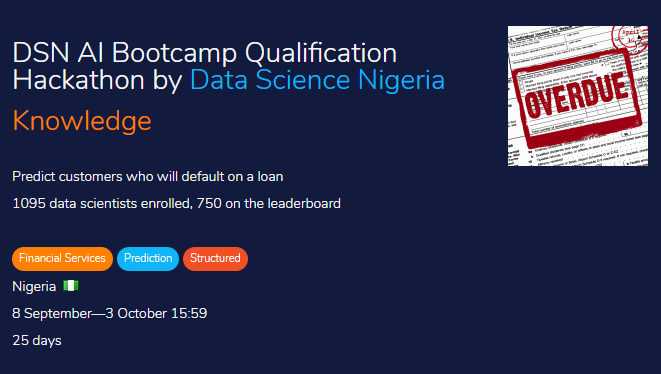 DSN AI Bootcamp Qualification
Hackathon by Data Science Nigeria
Knowledge
OVERDUE
April
Predict customers who will default on a loan
1095 data scientists enrolled, 750 on the leaderboard
Financial Services Prediction Structured
Nigeria
8 September—3 October 15:59
25 days